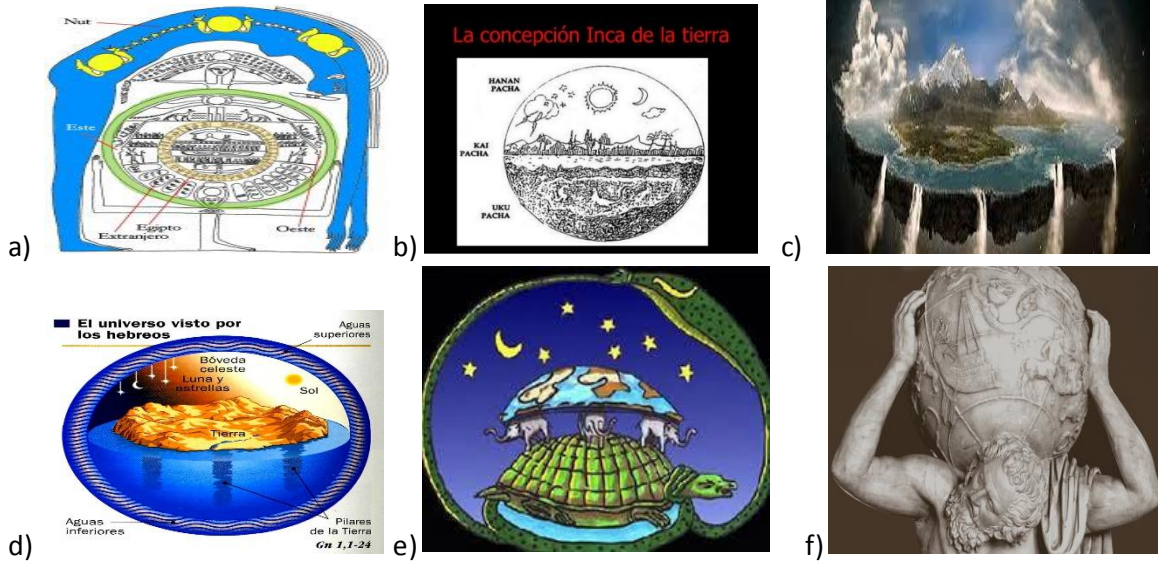 Nut
Este
Egipto
Extranjero
Oeste
a)
La concepción Inca de la tierra
HANAN
PACHA
KAI
PACHA
UKU
PACHA
b)
c)
El universo visto por
los hebreos
Aguas
superiores
Bóveda
celeste
Luna y
estrellas
Sol
Tierra
Aguas
inferiores
Pilares
de la Tierra
Gn 1,1-24
d)
e)
f)